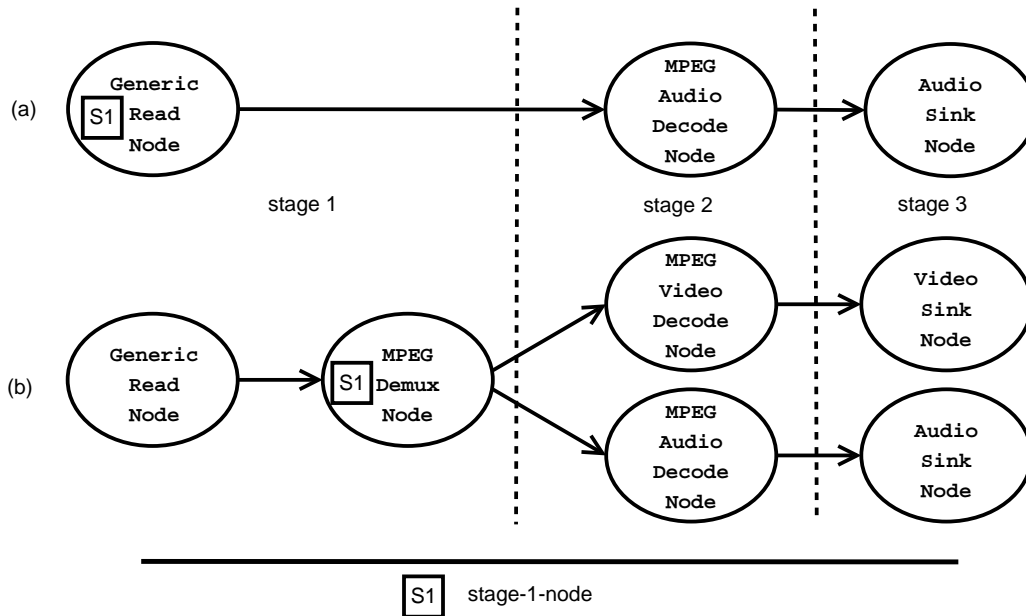 (a)
Generic
S1 Read
Node
MPEG
Audio
Decode
Node
Audio
Sink
Node
stage 1
stage 2
stage 3
(b)
Generic
Read
Node
MPEG
S1 Demux
Node
MPEG
Video
Decode
Node
Video
Sink
Node
MPEG
Audio
Decode
Node
Audio
Sink
Node
S1 stage-1-node